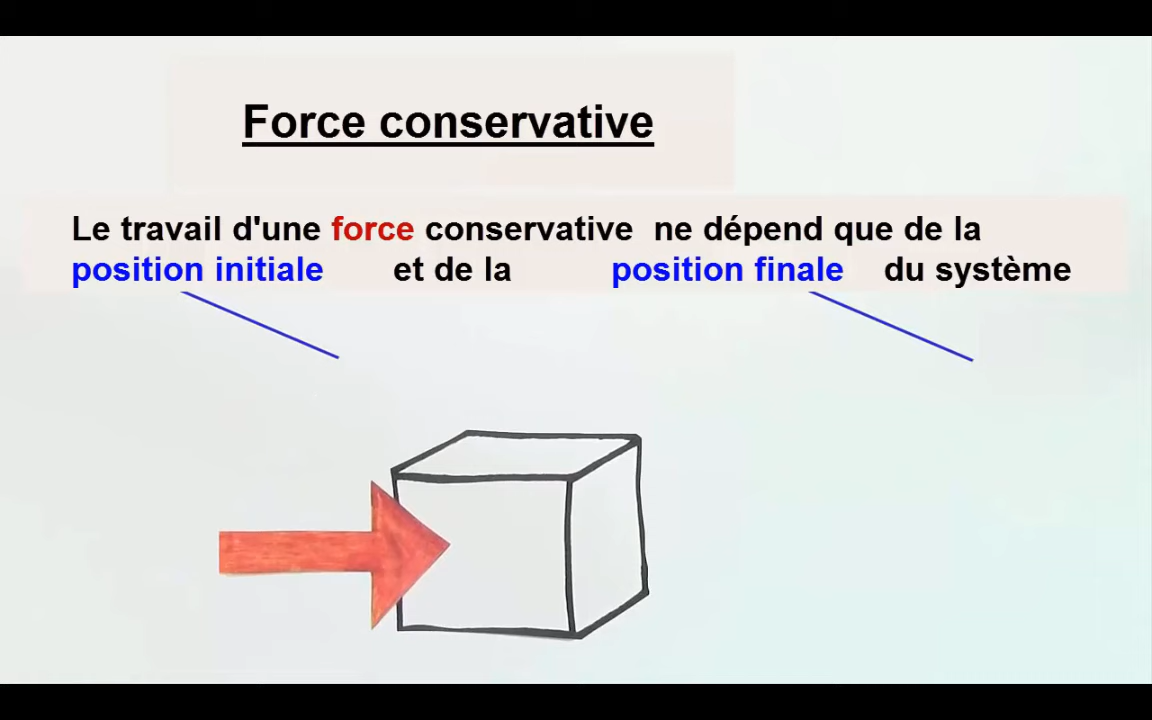 Force conservative
Le travail d'une force conservative ne dépend que de la
position initiale et de la position finale du système